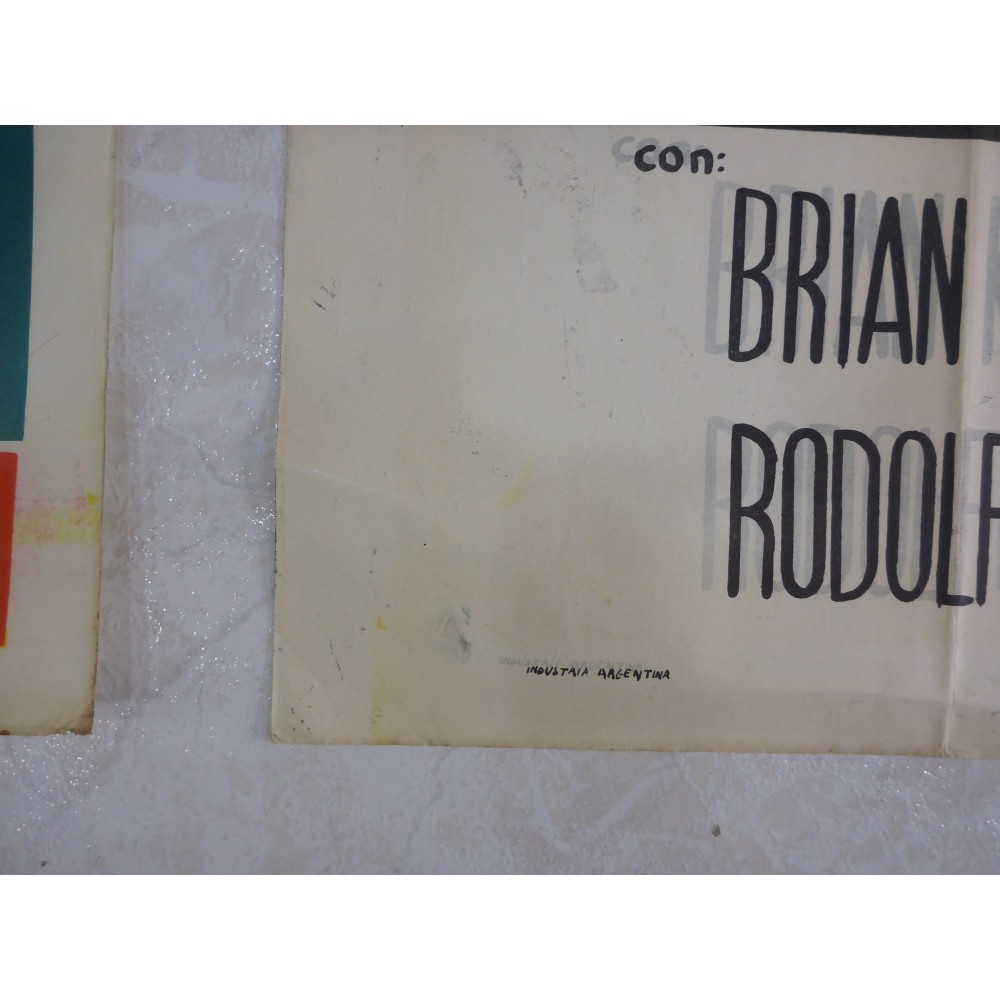 con:
BRIAN
RODOLF
INDUSTRIA ARGENTINA